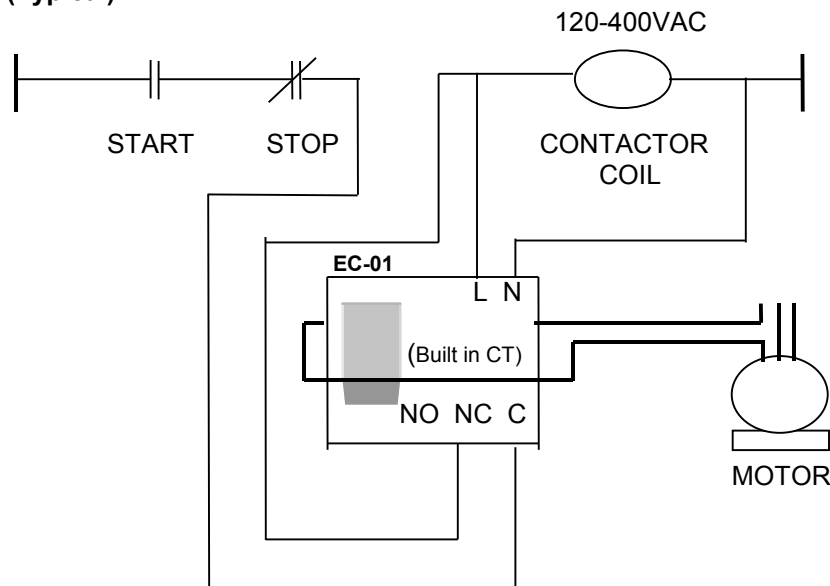 120-400VAC
START STOP
CONTACTOR
COIL
EC-01
L N
(Built in CT)
NO NC C
MOTOR